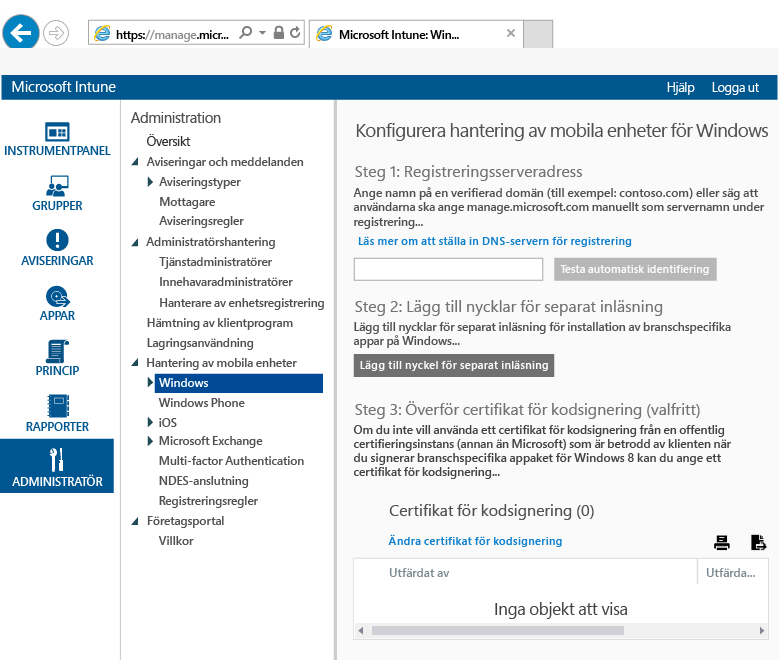 https://manage.micr...
Microsoft Intune: Win...
Microsoft Intune
Hjälp
Logga ut
INSTRUMENTPANEL
GRUPPER
AVISERINGAR
APPAR
PRINCIP
RAPPORTER
ADMINISTRATÖR
Administration
Översikt
Aviseringar och meddelanden
Aviseringstyper
Mottagare
Aviseringsregler
Administratörshantering
Tjänstadministratörer
Innehavaradministratörer
Hanterare av enhetsregistrering
Hämtning av klientprogram
Lagringsanvändning
Hantering av mobila enheter
Windows
Windows Phone
iOS
Microsoft Exchange
Multi-factor Authentication
NDES-anslutning
Registreringsregler
Företagsportal
Villkor
Konfigurera hantering av mobila enheter för Windows
Steg 1: Registreringsserveradress
Ange namn på en verifierad domän (till exempel: contoso.com) eller säg att
användarna ska ange manage.microsoft.com manuellt som servernamn under
registrering...
Läs mer om att ställa in DNS-servern för registrering
Testa automatisk identifiering
Steg 2: Lägg till nycklar för separat inläsning
Lägg till nycklar för separat inläsning för installation av branschspecifika
appar på Windows...
Lägg till nyckel för separat inläsning
Steg 3: Överför certifikat för kodsignering (valfritt)
Om du inte vill använda ett certifikat för kodsignering från en offentlig
certifieringsinstans (annan än Microsoft) som är betrodd av klienten när
du signerar branschspecifika appaket för Windows 8 kan du ange ett
certifikat för kodsignering...
Certifikat för kodsignering (0)
Ändra certifikat för kodsignering
Utfärdat av
Utfärda...
Inga objekt att visa